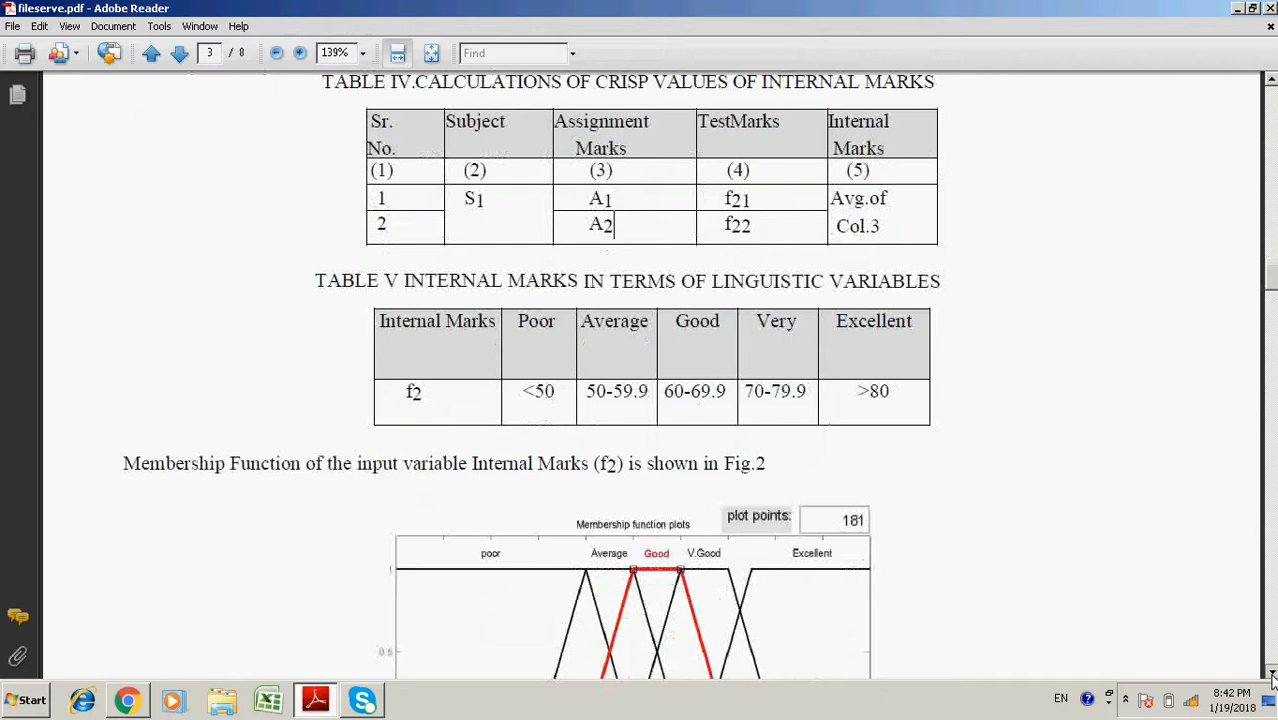 fileserve.pdf - Adobe Reader
File Edit View Document Tools Window Help
3 / 8 139% Find
TABLE IV.CALCULATIONS OF CRISP VALUES OF INTERNAL MARKS
Sr. No. Subject Assignment Marks TestMarks Internal Marks
(1) (2) (3) (4) (5)
1 S1 A1 f21 Avg.of
2 A2 f22 Col.3
TABLE V INTERNAL MARKS IN TERMS OF LINGUISTIC VARIABLES
Internal Marks Poor Average Good Very Excellent
f2 <50 50-59.9 60-69.9 70-79.9 >80
Membership Function of the input variable Internal Marks (f2) is shown in Fig.2
Membership function plots plot points: 181
poor Average Good V.Good Excellent
1
0.5
Start EN 8:42 PM
1/19/2018